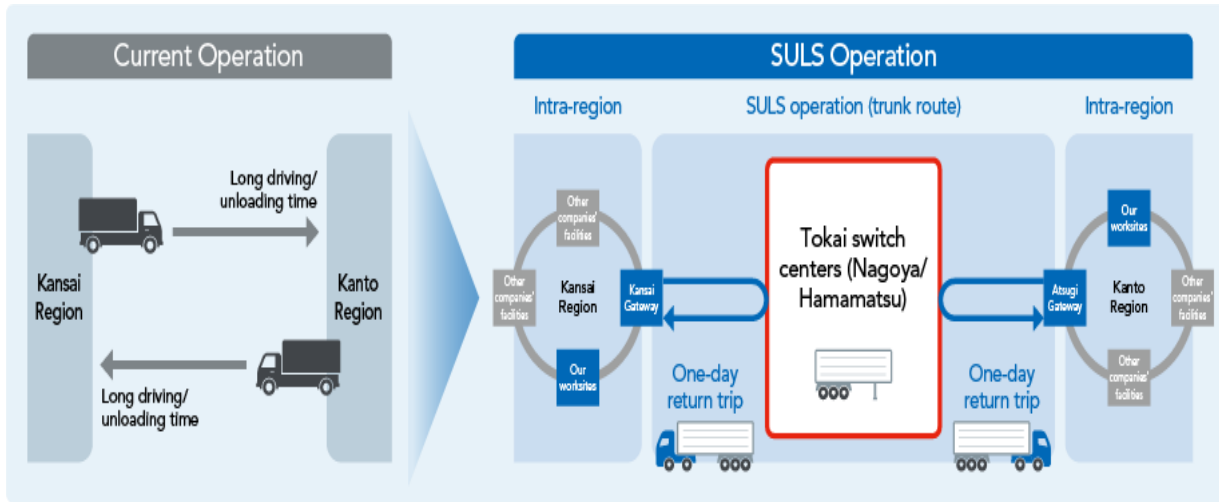 Current Operation
Kansai
Region
Long driving/
unloading time
Kanto
Region
Long driving/
unloading time
SULS Operation
Intra-region
SULS operation (trunk route)
Intra-region
Other
companies'
facilities
Other
companies'
facilities
Kansai
Region
Kansai
Gateway
Our
worksites
Tokai switch
centers (Nagoya/
Hamamatsu)
One-day
return trip
One-day
return trip
Our
worksites
Atsugi
Gateway
Kanto
Region
Other
companies'
facilities
Other
companies'
facilities